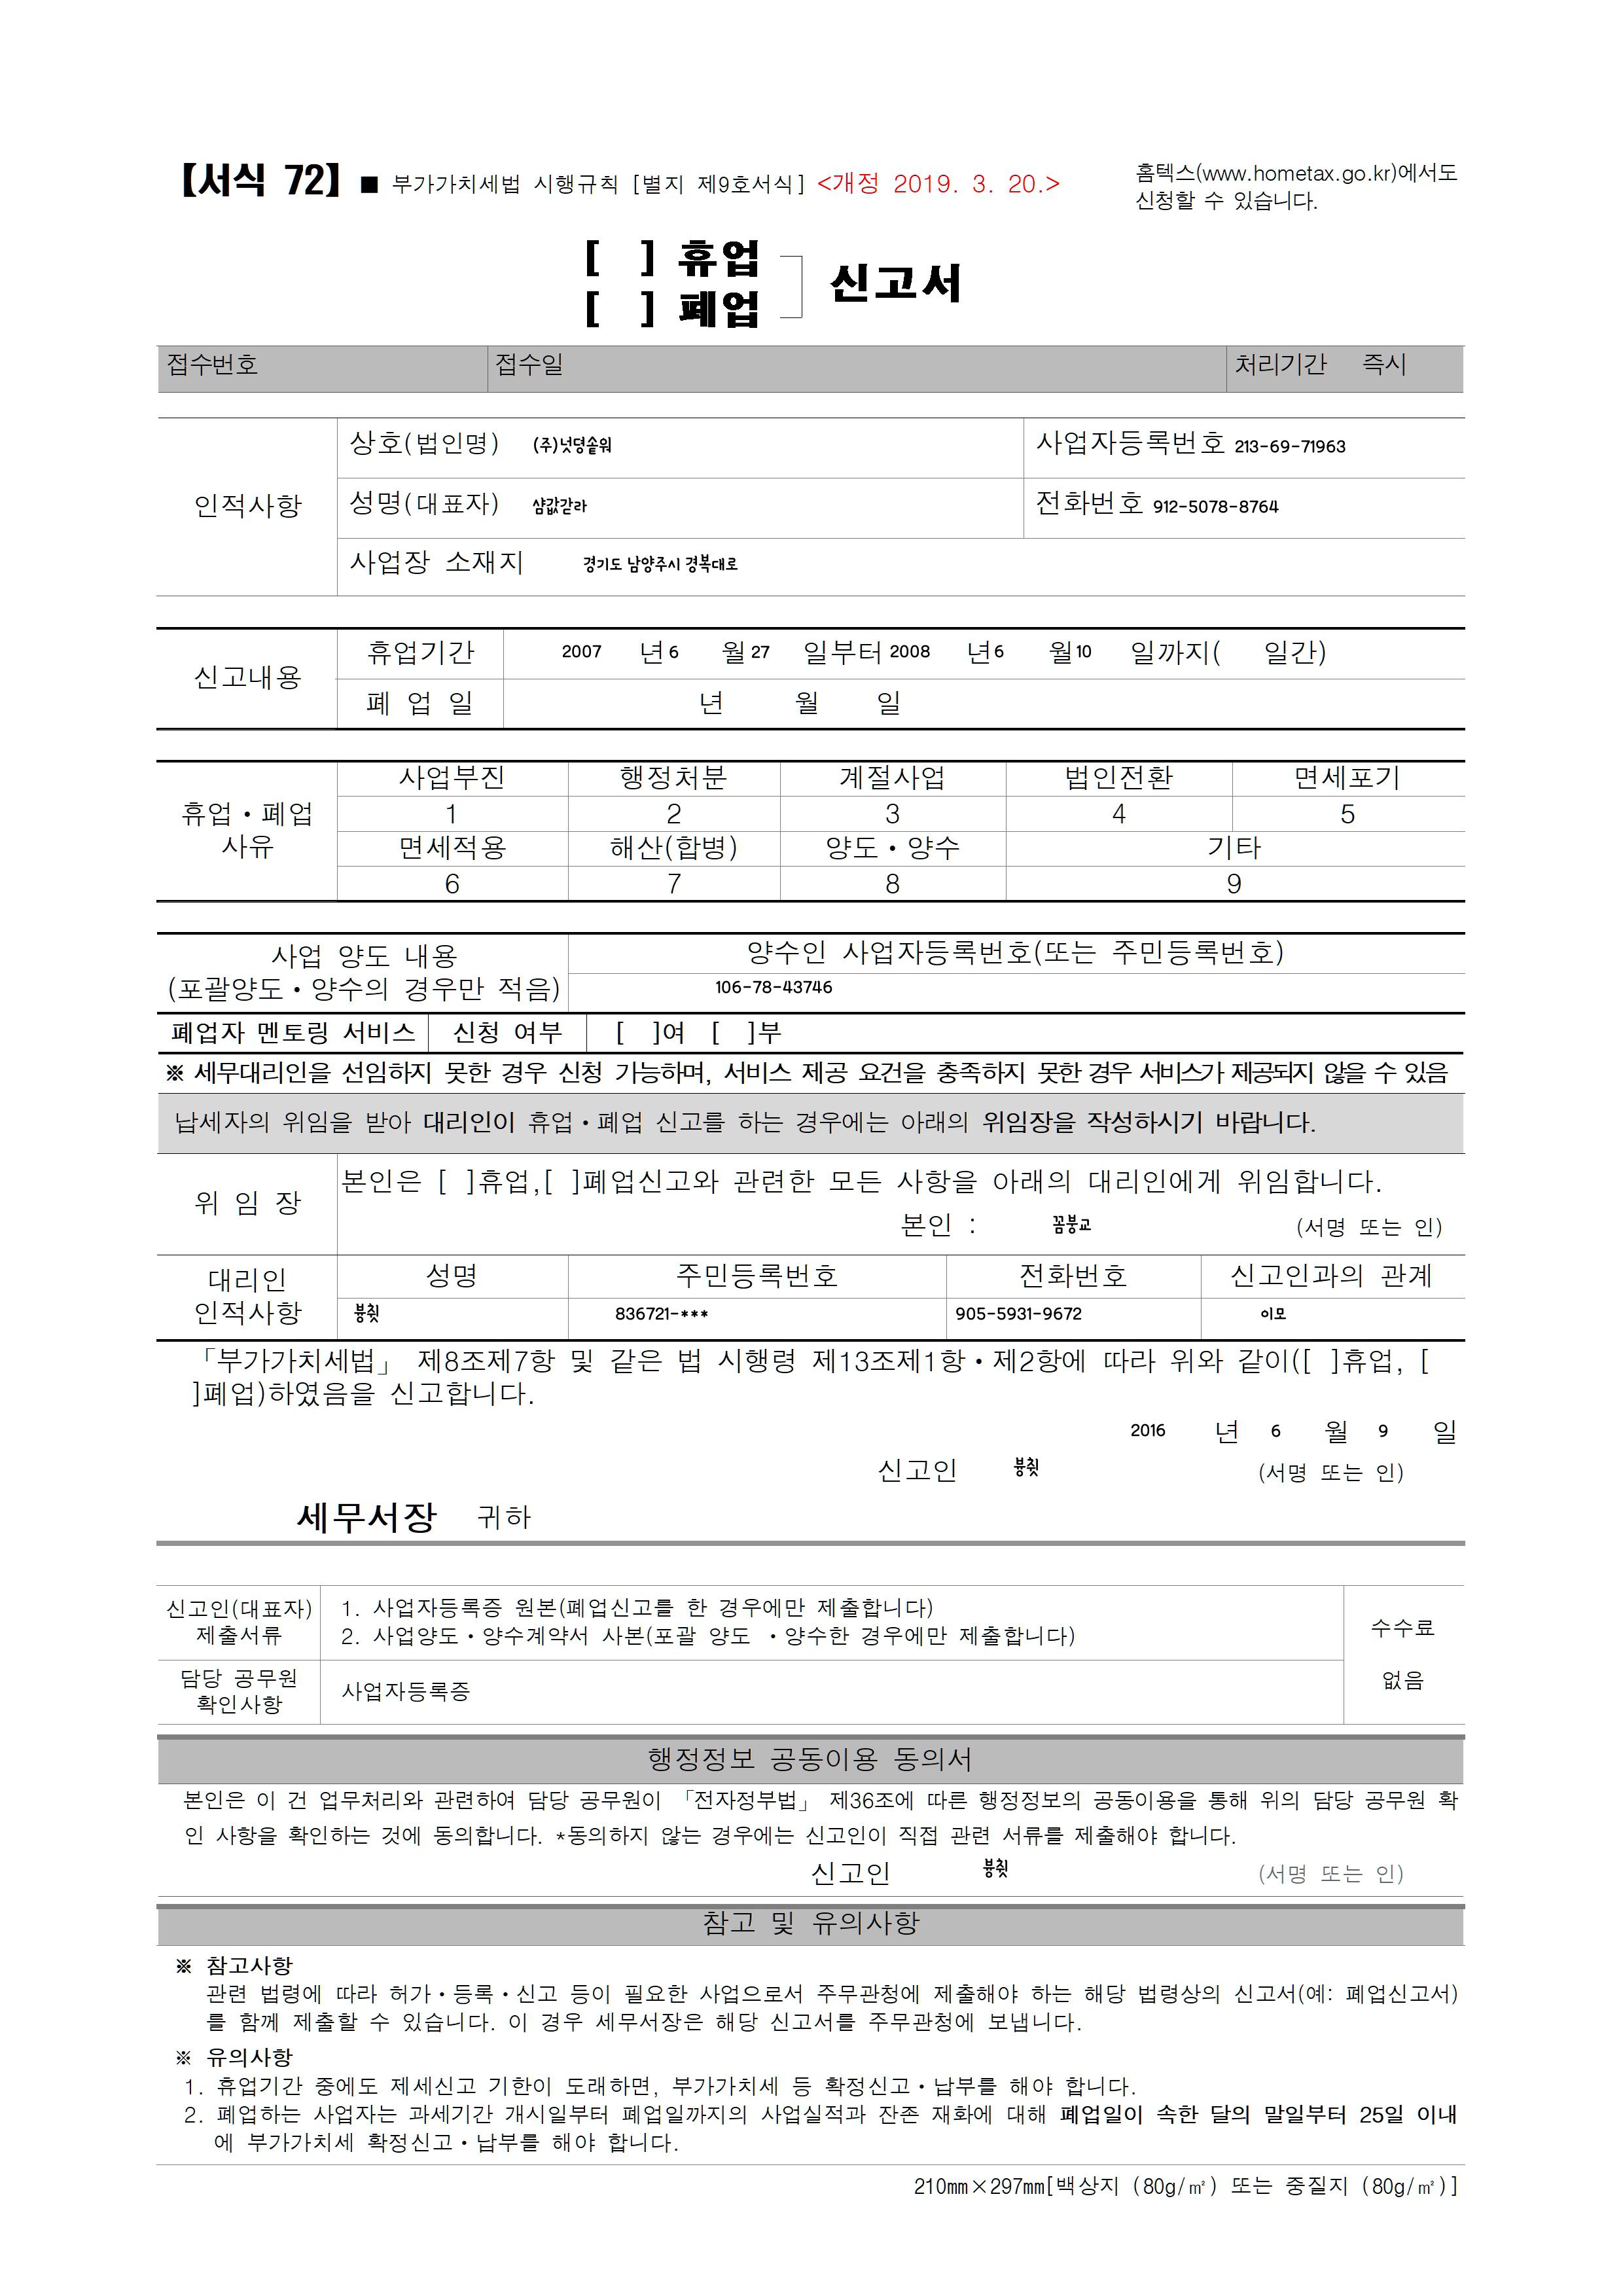 【서식 72】 ■ 부가가치세법 시행규칙 [별지 제9호서식] <개정 2019. 3. 20.>
홈텍스(www.hometax.go.kr)에서도
신청할 수 있습니다.
[ ] 휴업
[ ] 폐업
신고서
접수번호 접수일 처리기간 즉시
인적사항
상호(법인명) (주)넛덩솥워 사업자등록번호 213-69-71963
성명(대표자) 샴값갇라 전화번호 912-5078-8764
사업장 소재지 경기도 남양주시 경복대로
신고내용
휴업기간 2007 년 6 월 27 일부터 2008 년 6 월 10 일까지( 일간)
폐 업 일 년 월 일
휴업·폐업
사유
사업부진 행정처분 계절사업 법인전환 면세포기
1 2 3 4 5
면세적용 해산(합병) 양도·양수 기타
6 7 8 9
사업 양도 내용
(포괄양도·양수의 경우만 적음)
양수인 사업자등록번호(또는 주민등록번호)
106-78-43746
폐업자 멘토링 서비스 신청 여부 [ ]여 [ ]부
※ 세무대리인을 선임하지 못한 경우 신청 가능하며, 서비스 제공 요건을 충족하지 못한 경우 서비스가 제공되지 않을 수 있음
납세자의 위임을 받아 대리인이 휴업·폐업 신고를 하는 경우에는 아래의 위임장을 작성하시기 바랍니다.
위 임 장
본인은 [ ]휴업,[ ]폐업신고와 관련한 모든 사항을 아래의 대리인에게 위임합니다.
본인 : 꼼붕교 (서명 또는 인)
대리인
인적사항
성명 주민등록번호 전화번호 신고인과의 관계
836721-*** 905-5931-9672 이모
「부가가치세법」 제8조제7항 및 같은 법 시행령 제13조제1항·제2항에 따라 위와 같이([ ]휴업, [
]폐업)하였음을 신고합니다.
2016 년 6 월 9 일
신고인 (서명 또는 인)
세무서장 귀하
신고인(대표자)
제출서류
1. 사업자등록증 원본(폐업신고를 한 경우에만 제출합니다)
2. 사업양도·양수계약서 사본(포괄 양도 ·양수한 경우에만 제출합니다)
수수료
없음
담당 공무원
확인사항
사업자등록증
행정정보 공동이용 동의서
본인은 이 건 업무처리와 관련하여 담당 공무원이 「전자정부법」 제36조에 따른 행정정보의 공동이용을 통해 위의 담당 공무원 확
인 사항을 확인하는 것에 동의합니다. *동의하지 않는 경우에는 신고인이 직접 관련 서류를 제출해야 합니다.
신고인 (서명 또는 인)
참고 및 유의사항
※ 참고사항
관련 법령에 따라 허가·등록·신고 등이 필요한 사업으로서 주무관청에 제출해야 하는 해당 법령상의 신고서(예: 폐업신고서)
를 함께 제출할 수 있습니다. 이 경우 세무서장은 해당 신고서를 주무관청에 보냅니다.
※ 유의사항
1. 휴업기간 중에도 제세신고 기한이 도래하면, 부가가치세 등 확정신고·납부를 해야 합니다.
2. 폐업하는 사업자는 과세기간 개시일부터 폐업일까지의 사업실적과 잔존 재화에 대해 폐업일이 속한 달의 말일부터 25일 이내
에 부가가치세 확정신고·납부를 해야 합니다.
210mm×297mm[백상지 (80g/㎡) 또는 중질지 (80g/㎡)]